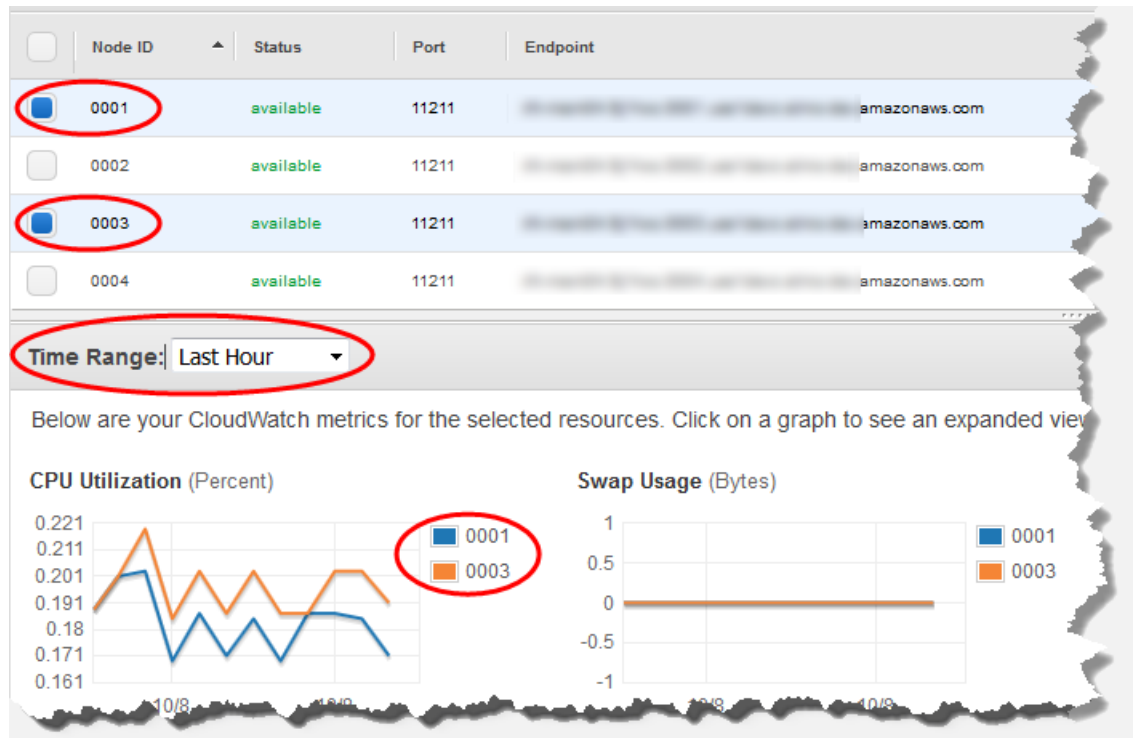 Node ID Status Port Endpoint
0001 available 11211 amazonaws.com
0002 available 11211 amazonaws.com
0003 available 11211 amazonaws.com
0004 available 11211 amazonaws.com
Time Range: Last Hour
Below are your CloudWatch metrics for the selected resources. Click on a graph to see an expanded view
CPU Utilization (Percent)
0.221
0.211
0.201
0.191
0.18
0.171
0.161
10/8
0001
0003
Swap Usage (Bytes)
1
0.5
0
-0.5
-1
10/8
0001
0003